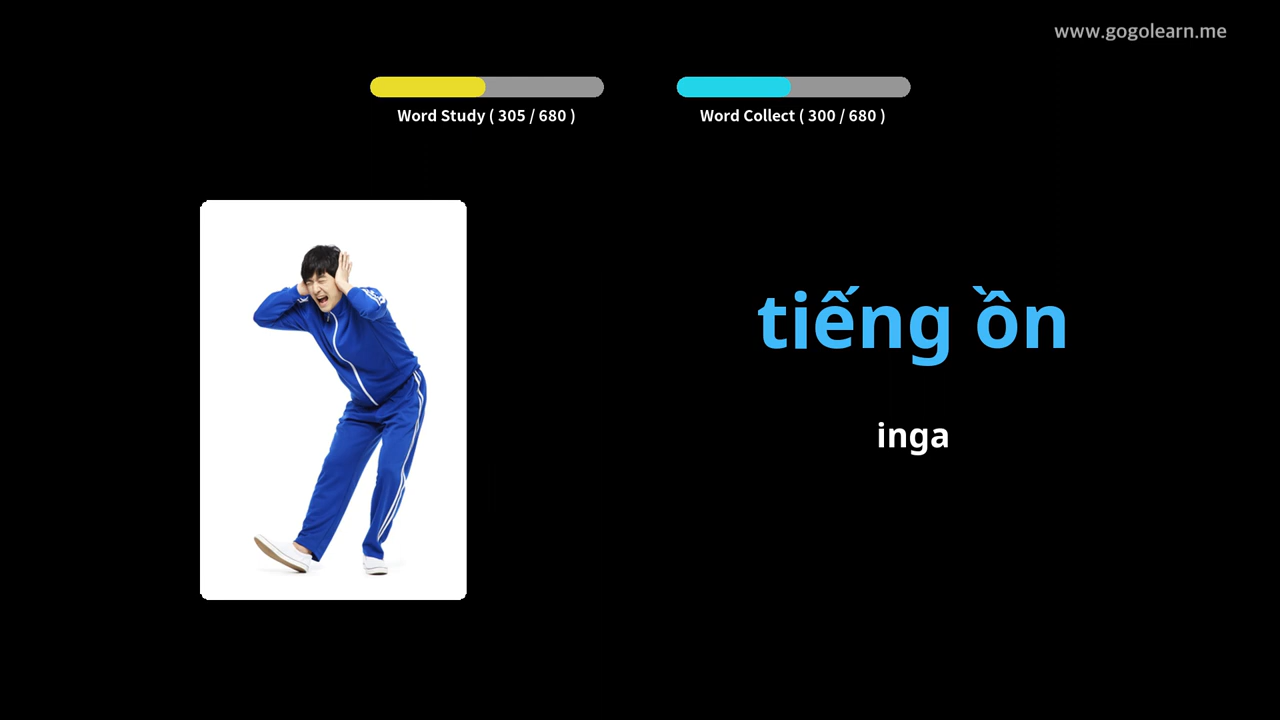 www.gogolearn.me
Word Study ( 305 / 680 )
Word Collect ( 300 / 680 )
tiếng ồn
inga